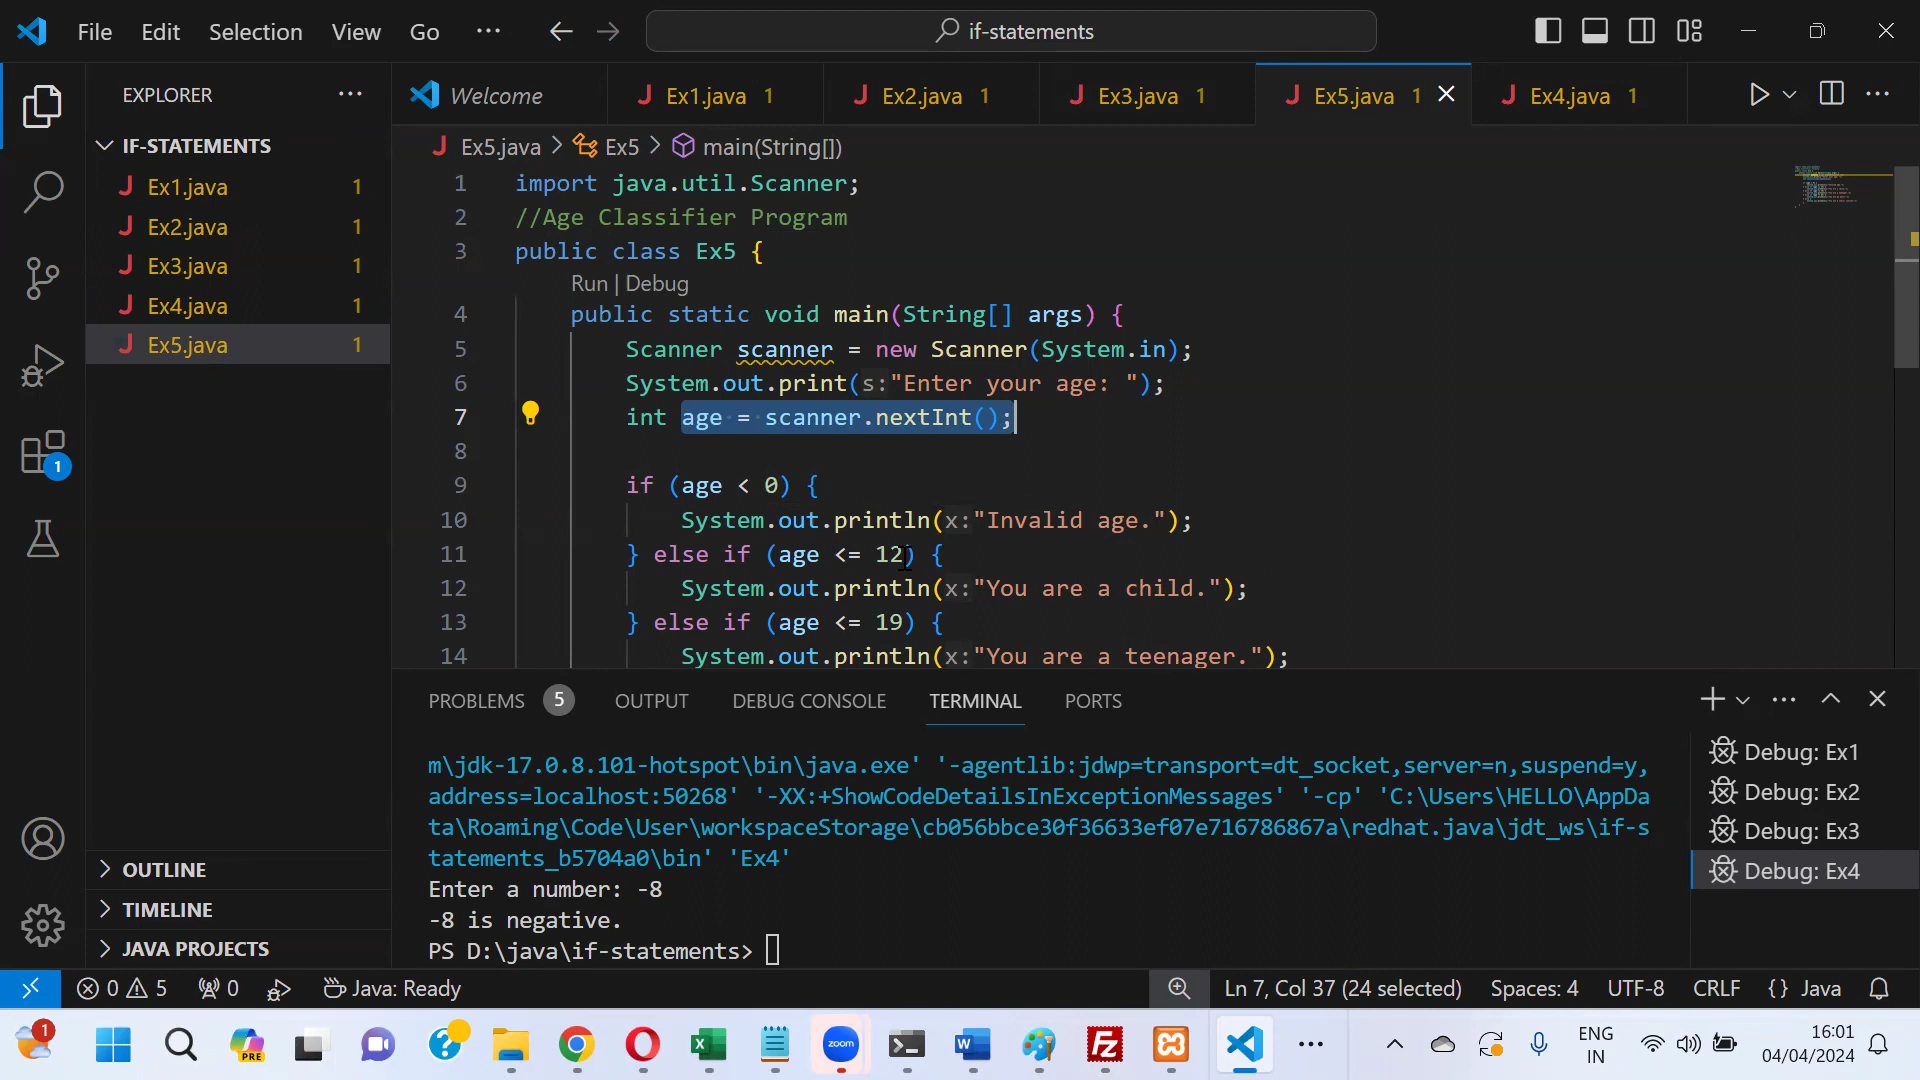 File Edit Selection View Go ··· if-statements
EXPLORER ···
IF-STATEMENTS
Ex1.java 1
Ex2.java 1
Ex3.java 1
Ex4.java 1
Ex5.java 1
OUTLINE
TIMELINE
JAVA PROJECTS
1
Welcome J Ex1.java 1 J Ex2.java 1 J Ex3.java 1 J Ex5.java 1 J Ex4.java 1
J Ex5.java > Ex5 > main(String[])
1 import java.util.Scanner;
2 //Age Classifier Program
3 public class Ex5 {
Run | Debug
4 public static void main(String[] args) {
5 Scanner scanner = new Scanner(System.in);
6 System.out.print(s:"Enter your age: ");
7 int age = scanner.nextInt();
8
9 if (age < 0) {
10 System.out.println(x:"Invalid age.");
11 } else if (age <= 12) {
12 System.out.println(x:"You are a child.");
13 } else if (age <= 19) {
14 System.out.println(x:"You are a teenager.");
PROBLEMS 5 OUTPUT DEBUG CONSOLE TERMINAL PORTS
m\jdk-17.0.8.101-hotspot\bin\java.exe' '-agentlib:jdwp=transport=dt_socket,server=n,suspend=y,
address=localhost:50268' '-XX:+ShowCodeDetailsInExceptionMessages' '-cp' 'C:\Users\HELLO\AppDa
ta\Roaming\Code\User\workspaceStorage\cb056bbce30f36633ef07e716786867a\redhat.java\jdt_ws\if-s
tatements_b5704a0\bin' 'Ex4'
Enter a number: -8
-8 is negative.
PS D:\java\if-statements>
Debug: Ex1
Debug: Ex2
Debug: Ex3
Debug: Ex4
0 5 0 Java: Ready Ln 7, Col 37 (24 selected) Spaces: 4 UTF-8 CRLF {} Java
1 PRE zoom ENG 16:01
IN 04/04/2024